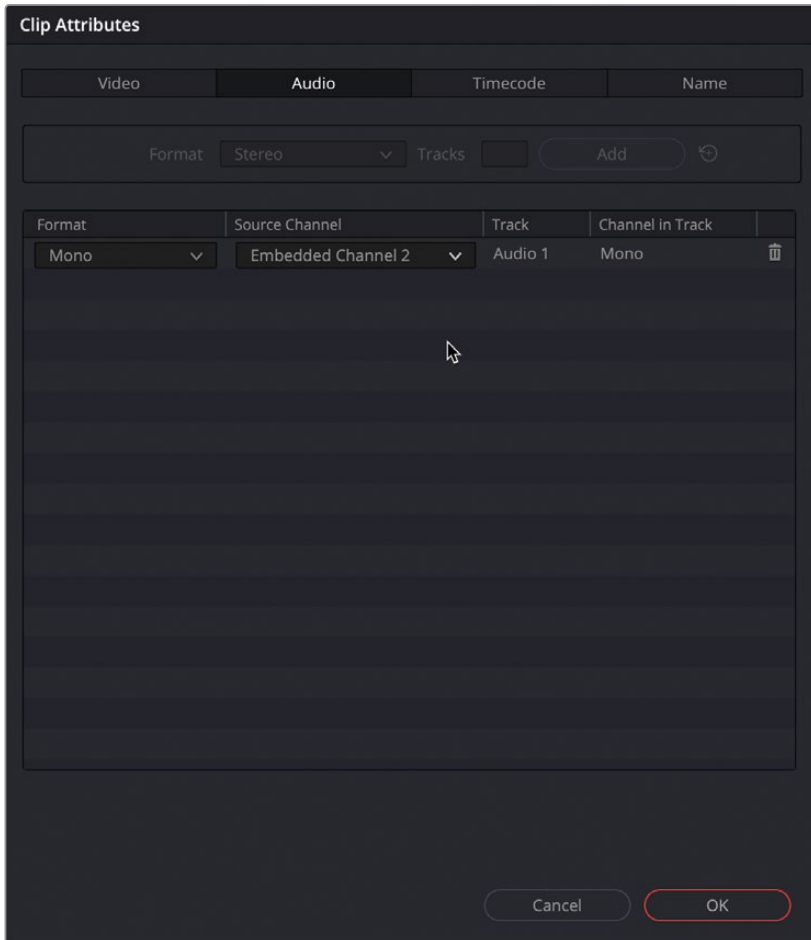 Clip Attributes
Video Audio Timecode Name
Format Stereo Tracks Add
Format Source Channel Track Channel in Track
Mono Embedded Channel 2 Audio 1 Mono
Cancel OK